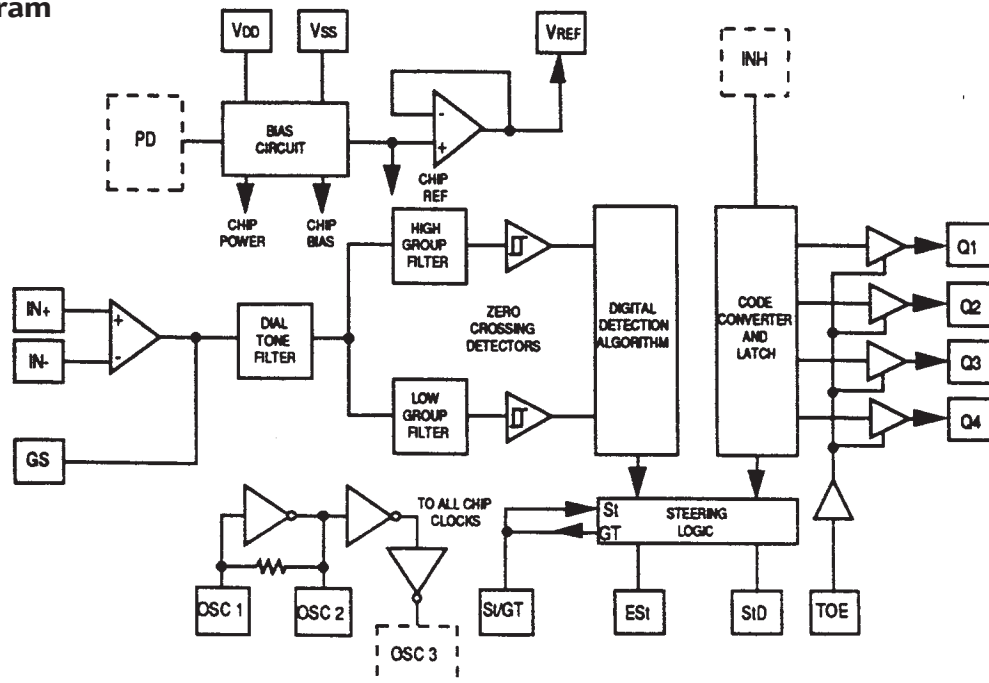 ram
VDD
VSS
VREF
INH
PD
BIAS
CIRCUIT
-
+
CHIP
REF
CHIP
POWER
CHIP
BIAS
HIGH
GROUP
FILTER
IN+
IN-
+
-
DIAL
TONE
FILTER
ZERO
CROSSING
DETECTORS
DIGITAL
DETECTION
ALGORITHM
CODE
CONVERTER
AND
LATCH
Q1
Q2
Q3
Q4
LOW
GROUP
FILTER
GS
TO ALL CHIP
CLOCKS
St
GT
STEERING
LOGIC
OSC 1
OSC 2
OSC 3
St/GT
ESt
StD
TOE